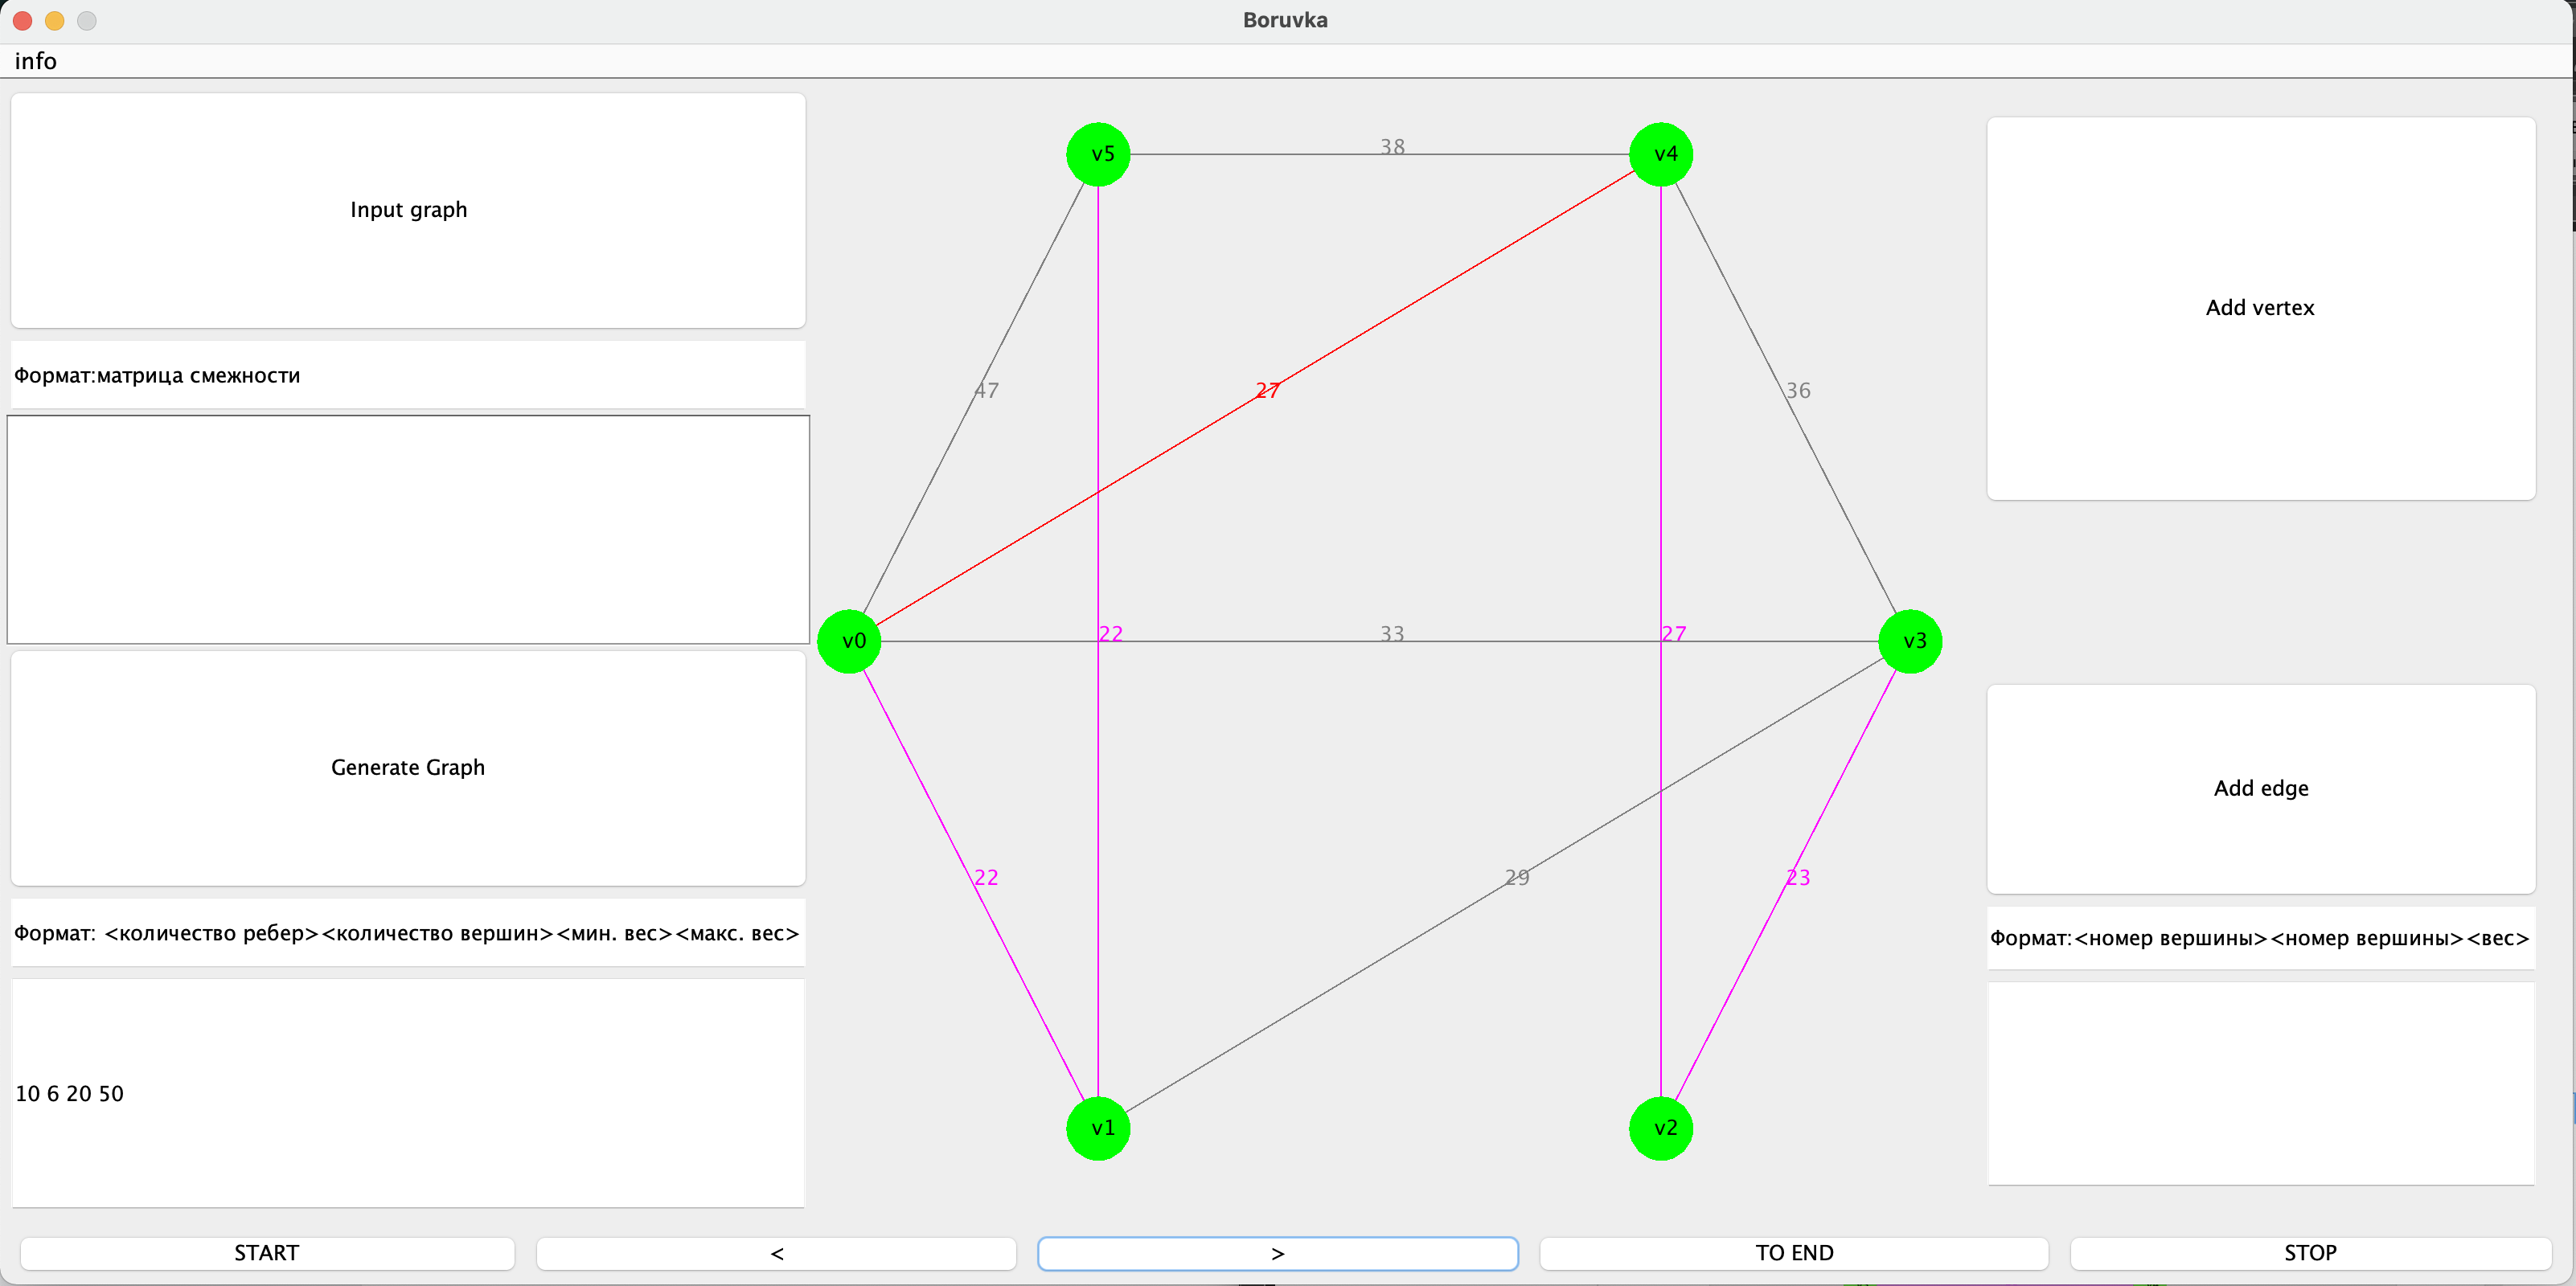 Boruvka
info
Input graph
Формат:матрица смежности
Generate Graph
Формат: <количество ребер><количество вершин><мин. вес><макс. вес>
10 6 20 50
v5
38
v4
47
27
36
v0
22
33
27
v3
22
29
23
v1
v2
Add vertex
Add edge
Формат:<номер вершины><номер вершины><вес>
START
<
>
TO END
STOP